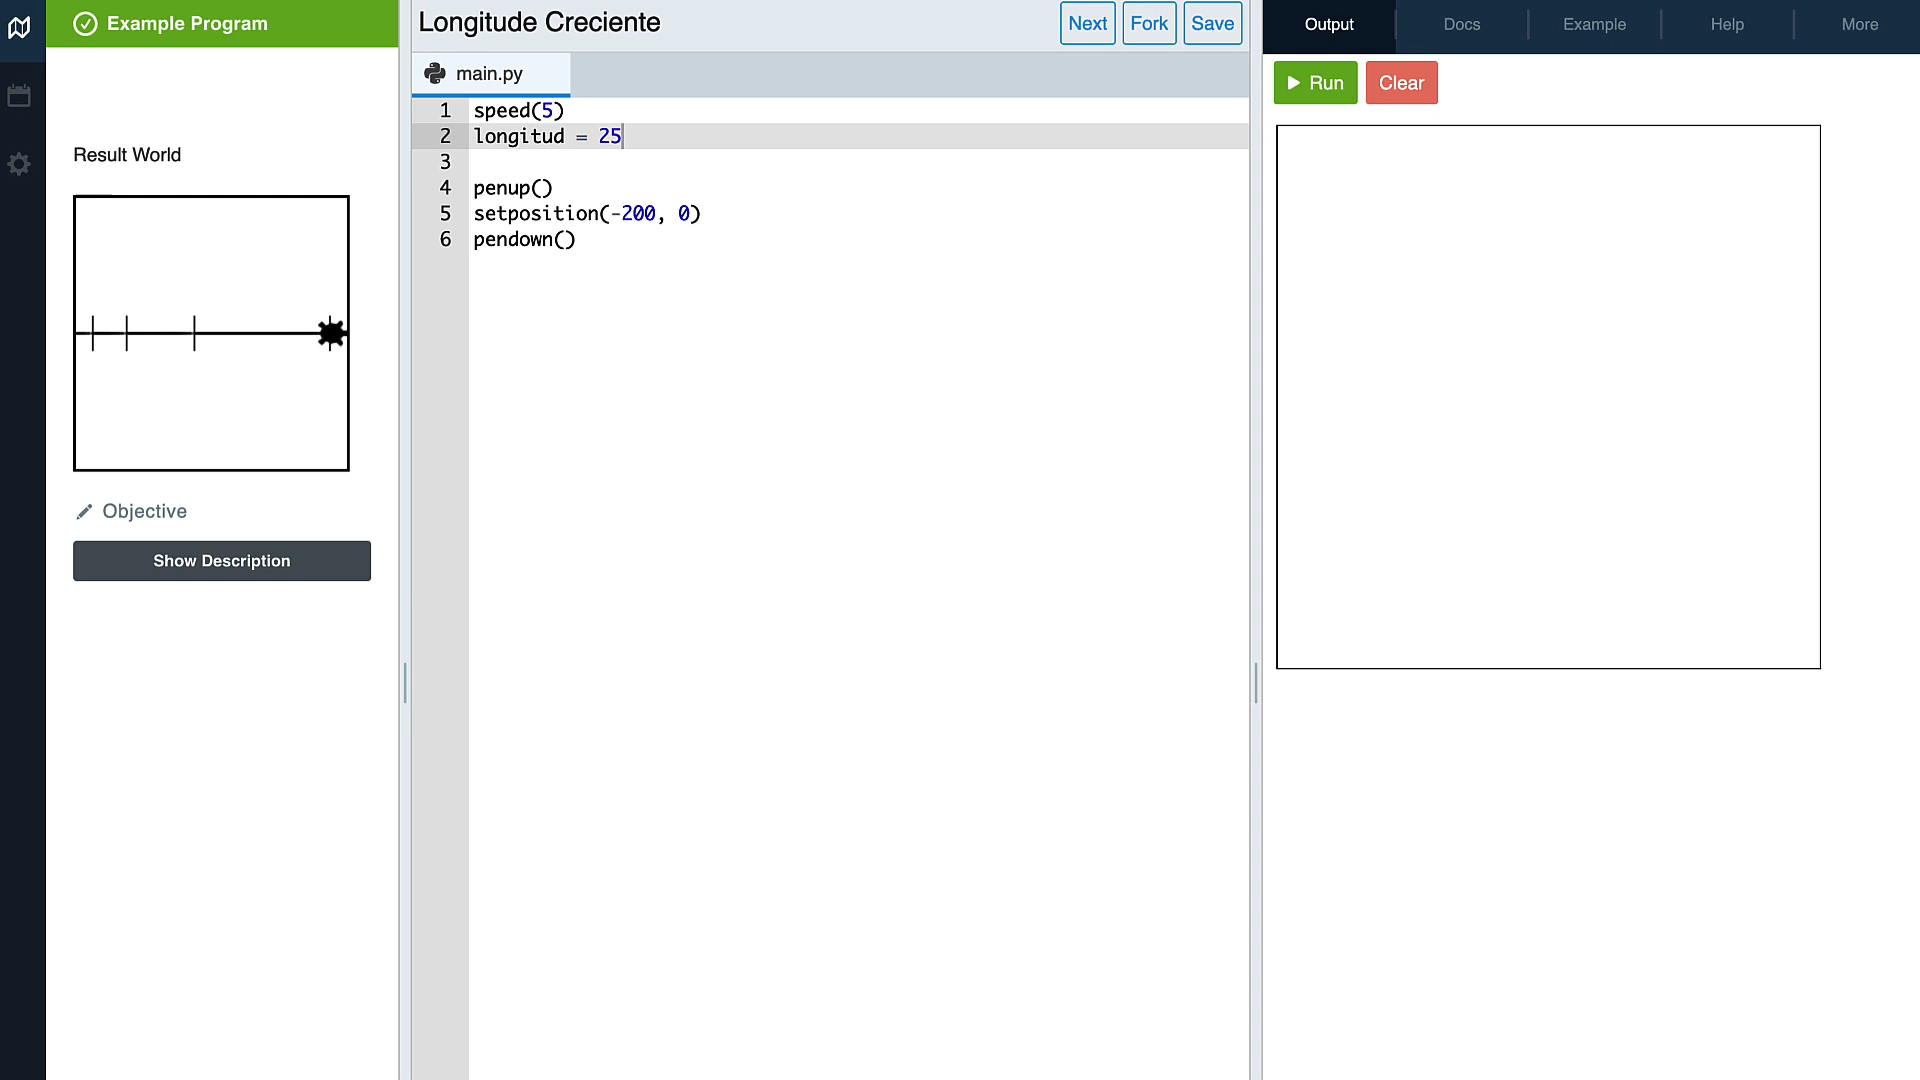 Example Program
Result World
Objective
Show Description
Longitude Creciente
Next
Fork
Save
main.py
1 speed(5)
2 longitud = 25
3
4 penup()
5 setposition(-200, 0)
6 pendown()
Output
Docs
Example
Help
More
Run
Clear